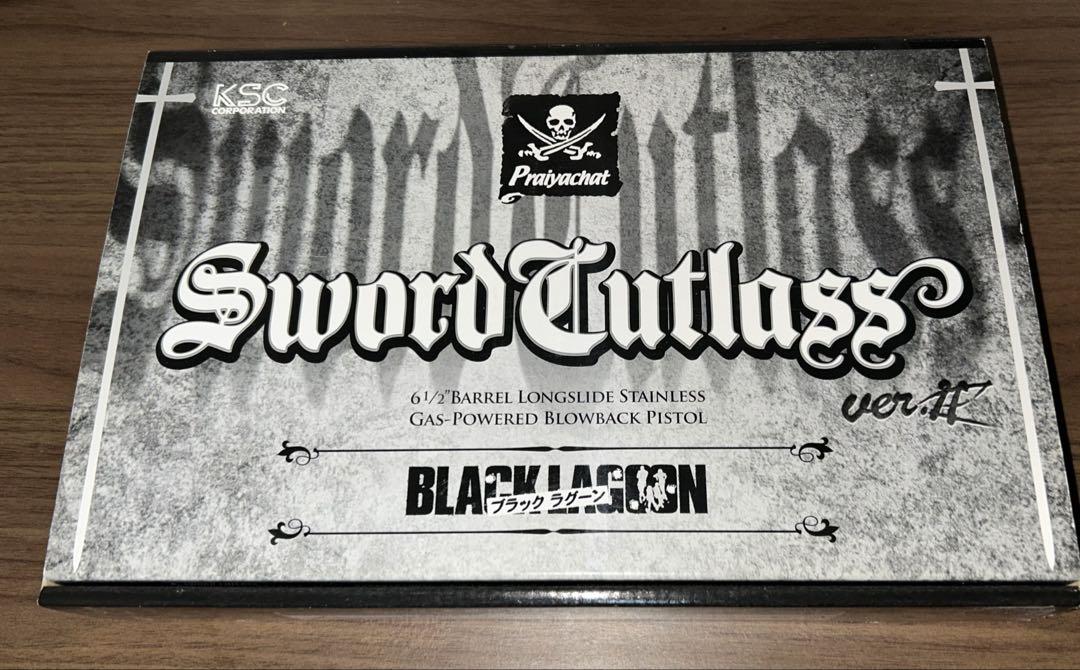 KSC
CORPORATION
Praiyachat
Sword Cutlass
6 1/2" BARREL LONGSLIDE STAINLESS
GAS-POWERED BLOWBACK PISTOL
BLACK LAGOON
ブラック ラグーン